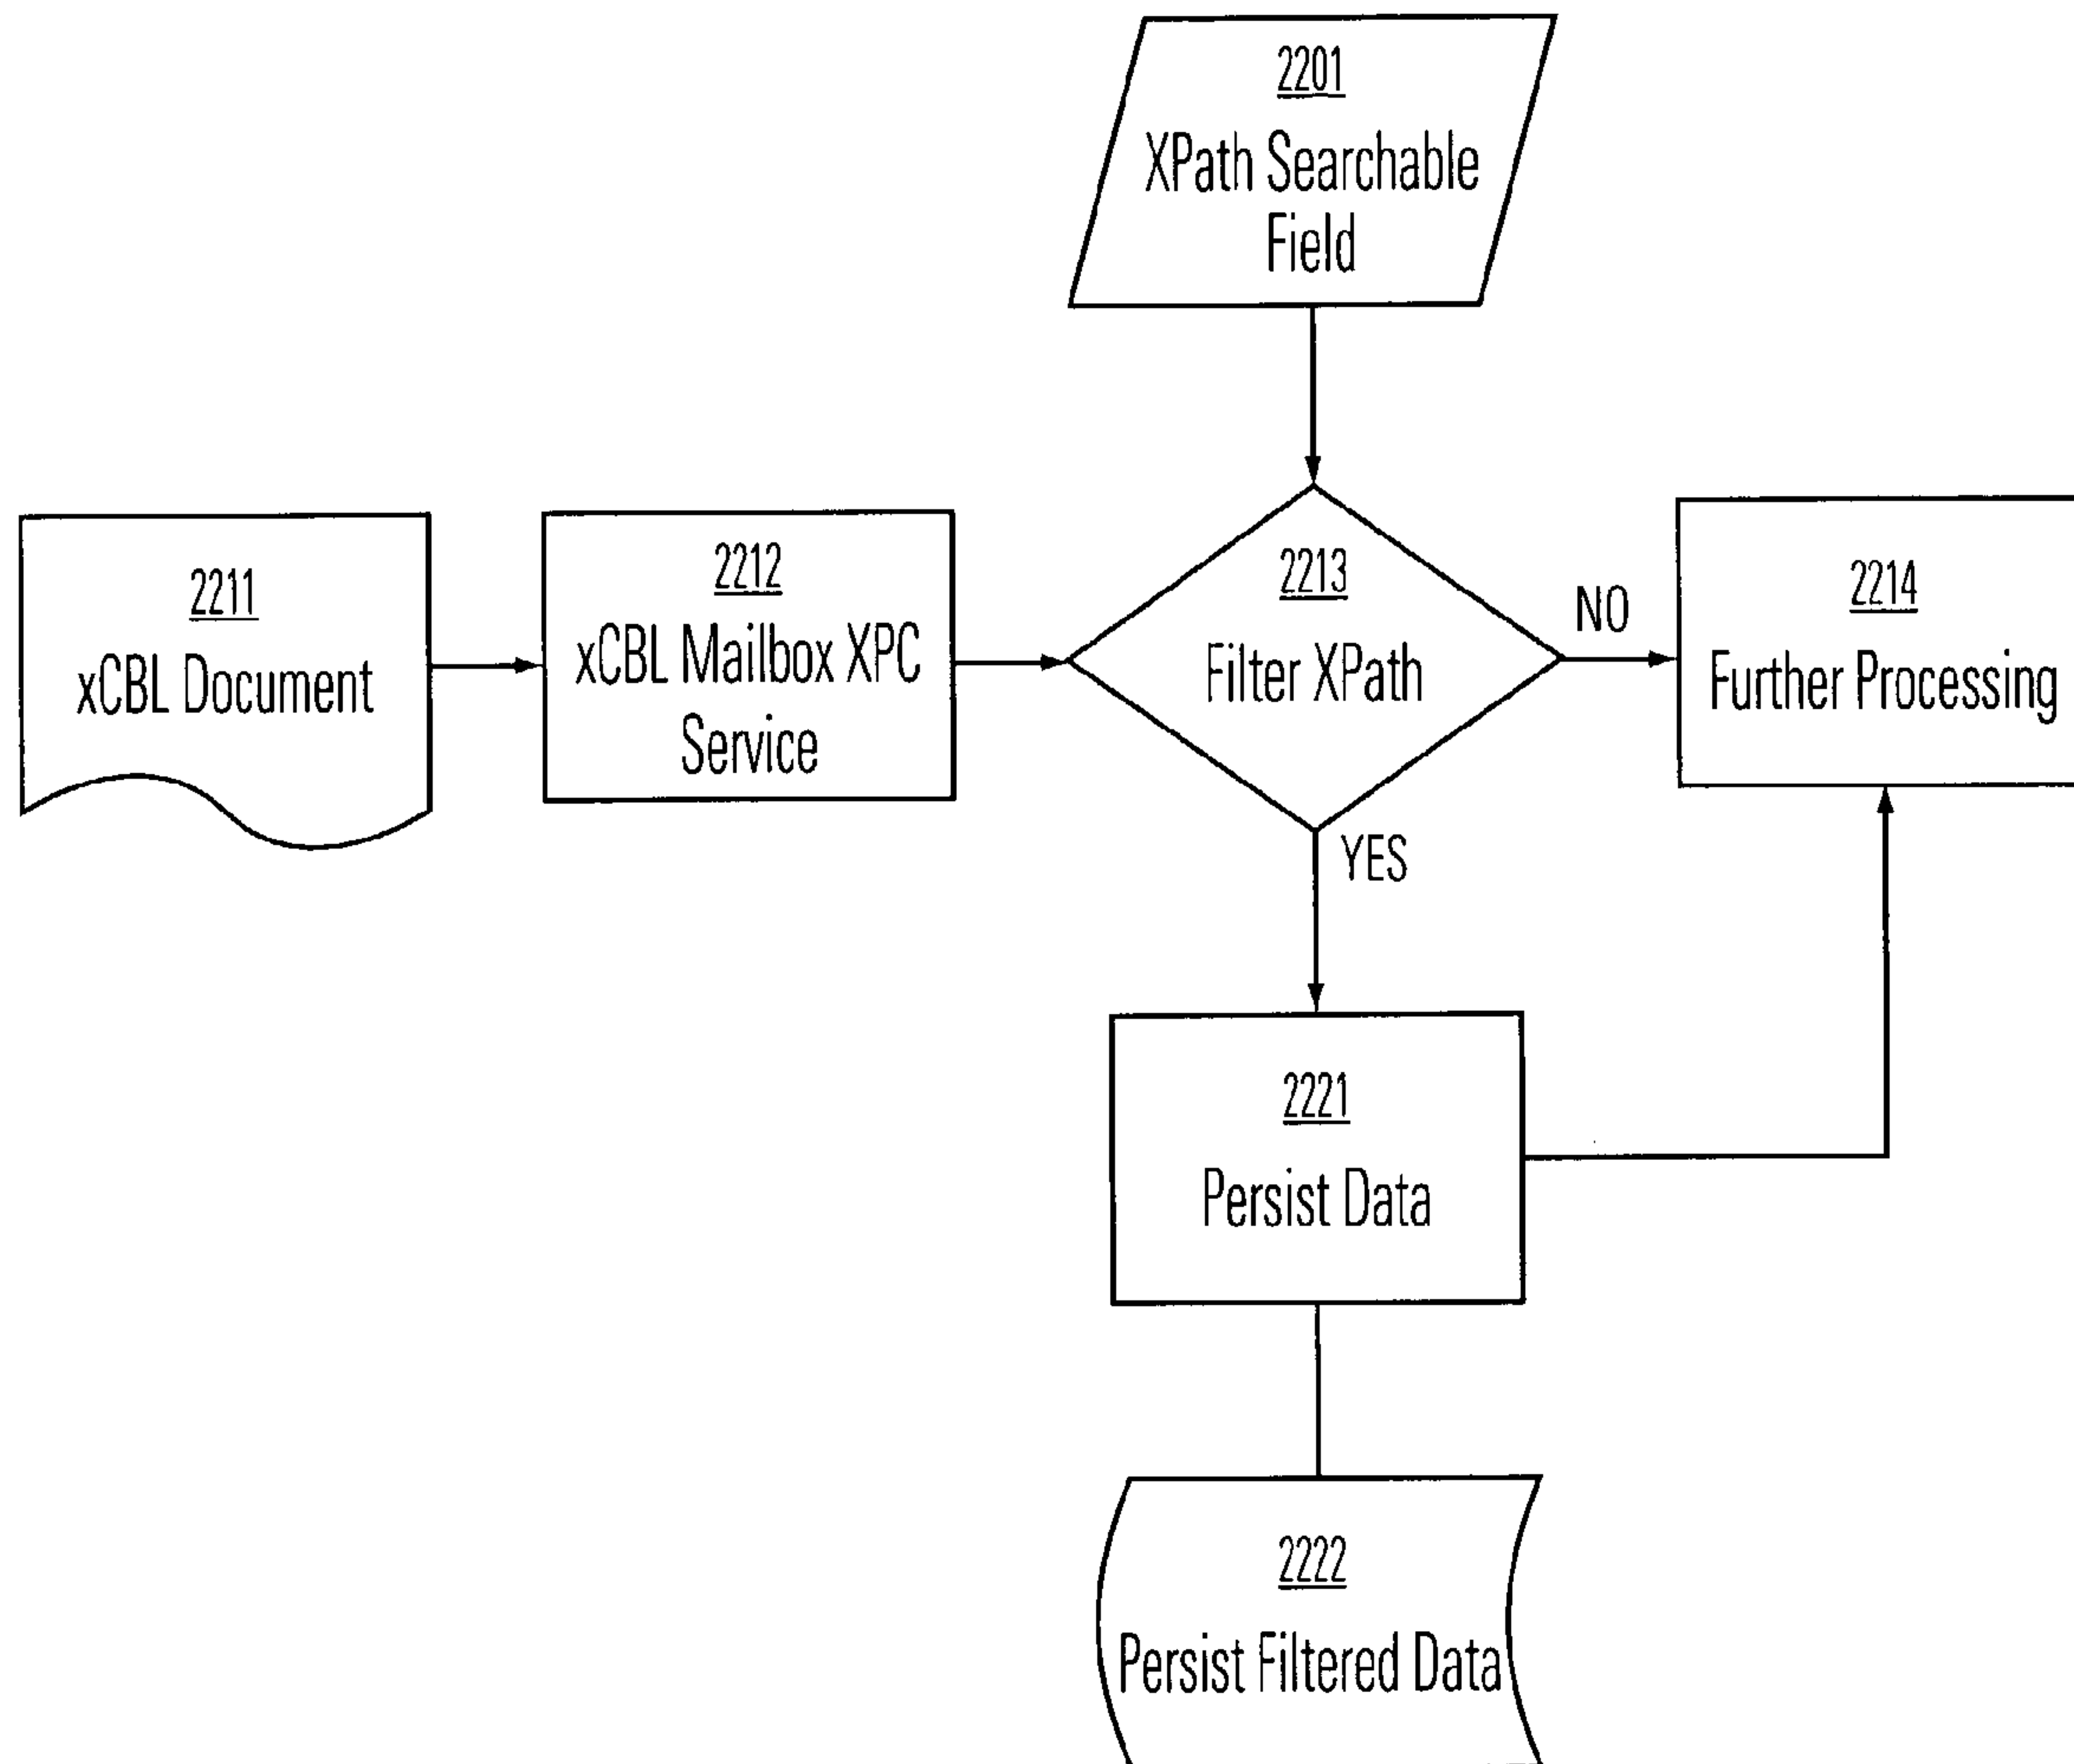 2201
XPath Searchable
Field
2211
xCBL Document
2212
xCBL Mailbox XPC
Service
2213
Filter XPath
NO
2214
Further Processing
YES
2221
Persist Data
2222
Persist Filtered Data